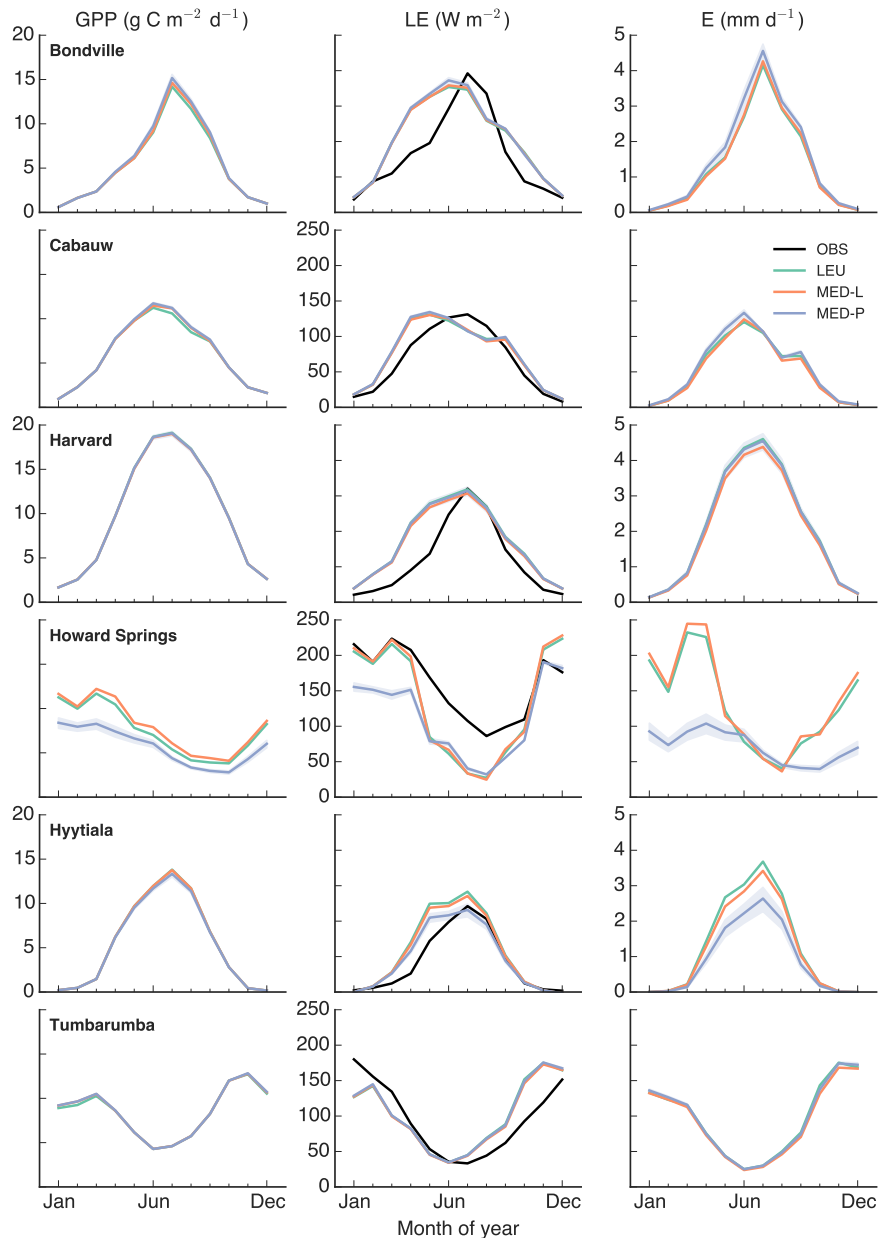 GPP (g C m⁻² d⁻¹) LE (W m⁻²) E (mm d⁻¹)
20 Bondville 5
15 4
10 3
2
5
1
0 0
Cabauw 250
200 OBS
150 LEU
100 MED-L
50 MED-P
0
20 Harvard 5
15 4
10 3
2
5
1
0 0
Howard Springs 250
200
150
100
50
0
20 Hyytiala 5
15 4
10 3
2
5
1
0 0
Tumbarumba 250
200
150
100
50
0
Jan Jun Dec Jan Jun Dec Jan Jun Dec
Month of year